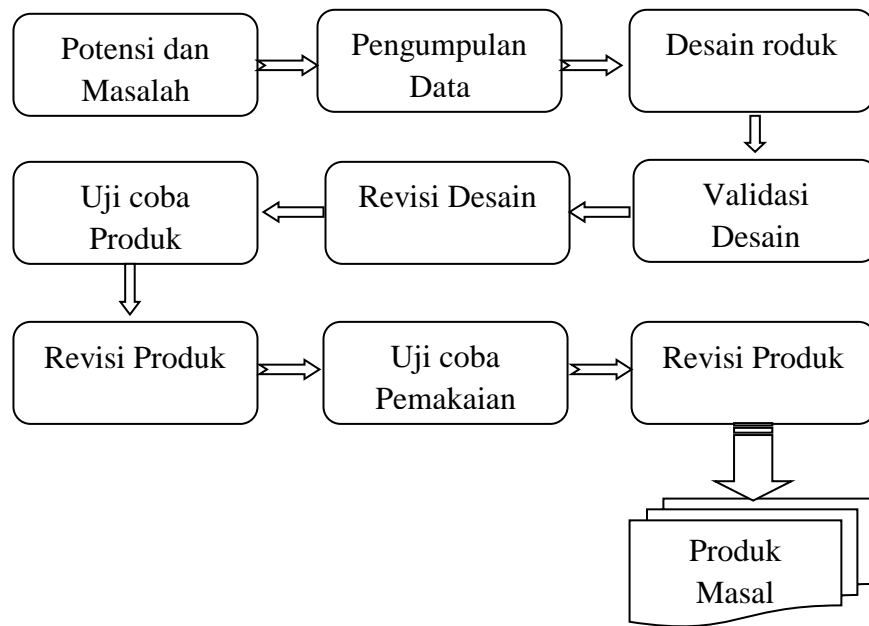 Potensi dan
Masalah
Pengumpulan
Data
Desain roduk
Validasi
Desain
Revisi Desain
Uji coba
Produk
Revisi Produk
Uji coba
Pemakaian
Revisi Produk
Produk
Masal